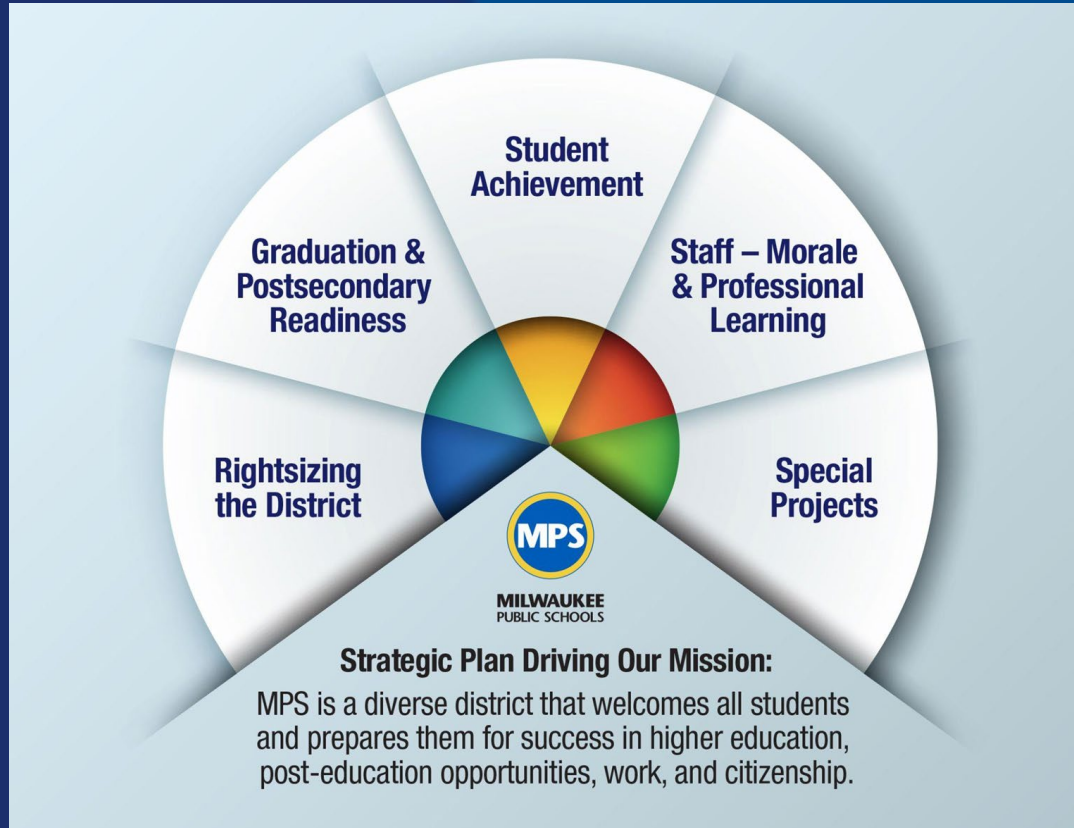 Student
Achievement
Graduation &
Postsecondary
Readiness
Staff – Morale
& Professional
Learning
Rightsizing
the District
Special
Projects
MPS
MILWAUKEE
PUBLIC SCHOOLS
Strategic Plan Driving Our Mission:
MPS is a diverse district that welcomes all students
and prepares them for success in higher education,
post-education opportunities, work, and citizenship.